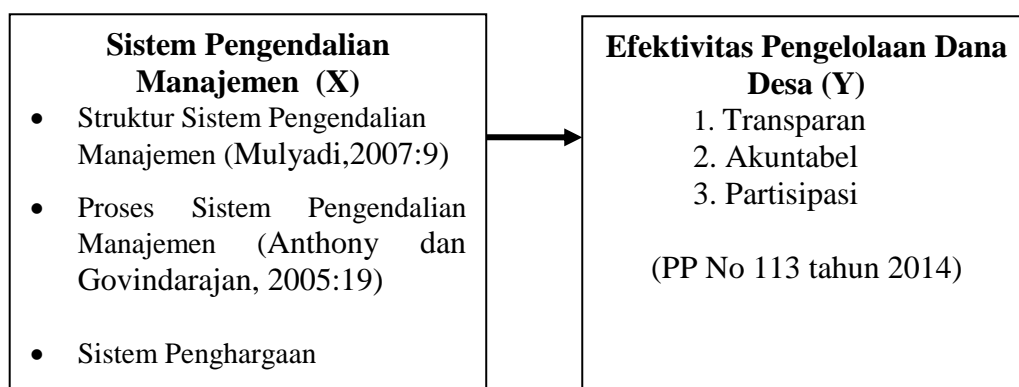 Sistem Pengendalian
Manajemen (X)
• Struktur Sistem Pengendalian
Manajemen (Mulyadi,2007:9)
• Proses Sistem Pengendalian
Manajemen (Anthony dan
Govindarajan, 2005:19)
• Sistem Penghargaan
Efektivitas Pengelolaan Dana
Desa (Y)
1. Transparan
2. Akuntabel
3. Partisipasi
(PP No 113 tahun 2014)